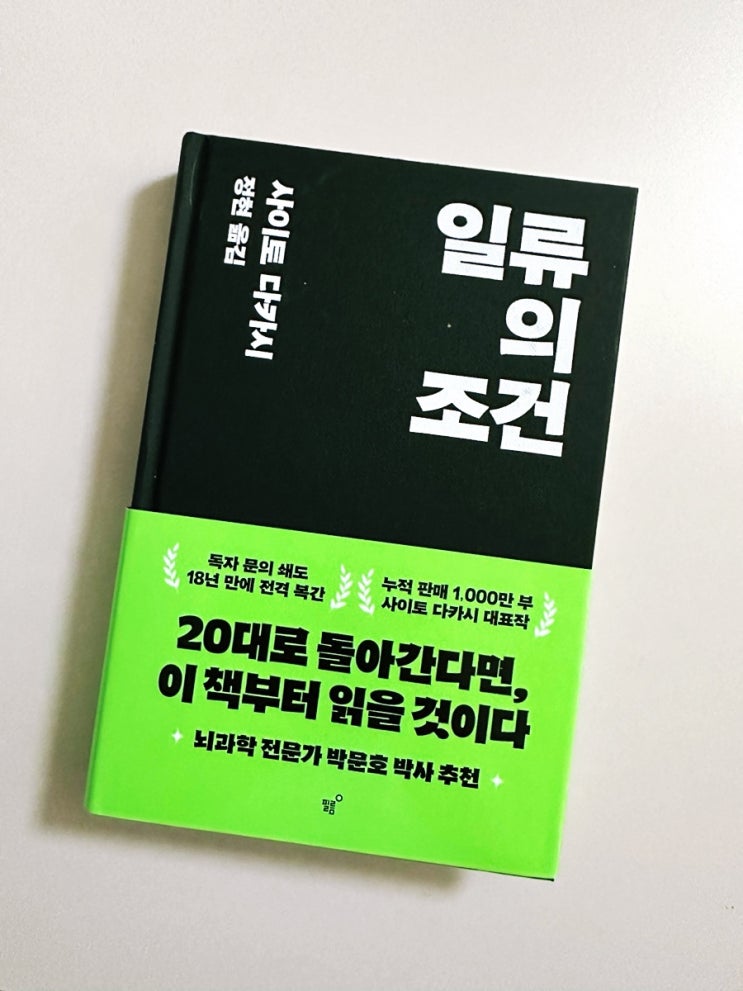 일류
의
조건
사이토 다카시
정현 옮김
독자 문의 쇄도
18년 만에 전격 복간
누적 판매 1,000만 부
사이토 다카시 대표작
20대로 돌아간다면,
이 책부터 읽을 것이다
뇌과학 전문가 박문호 박사 추천
필름